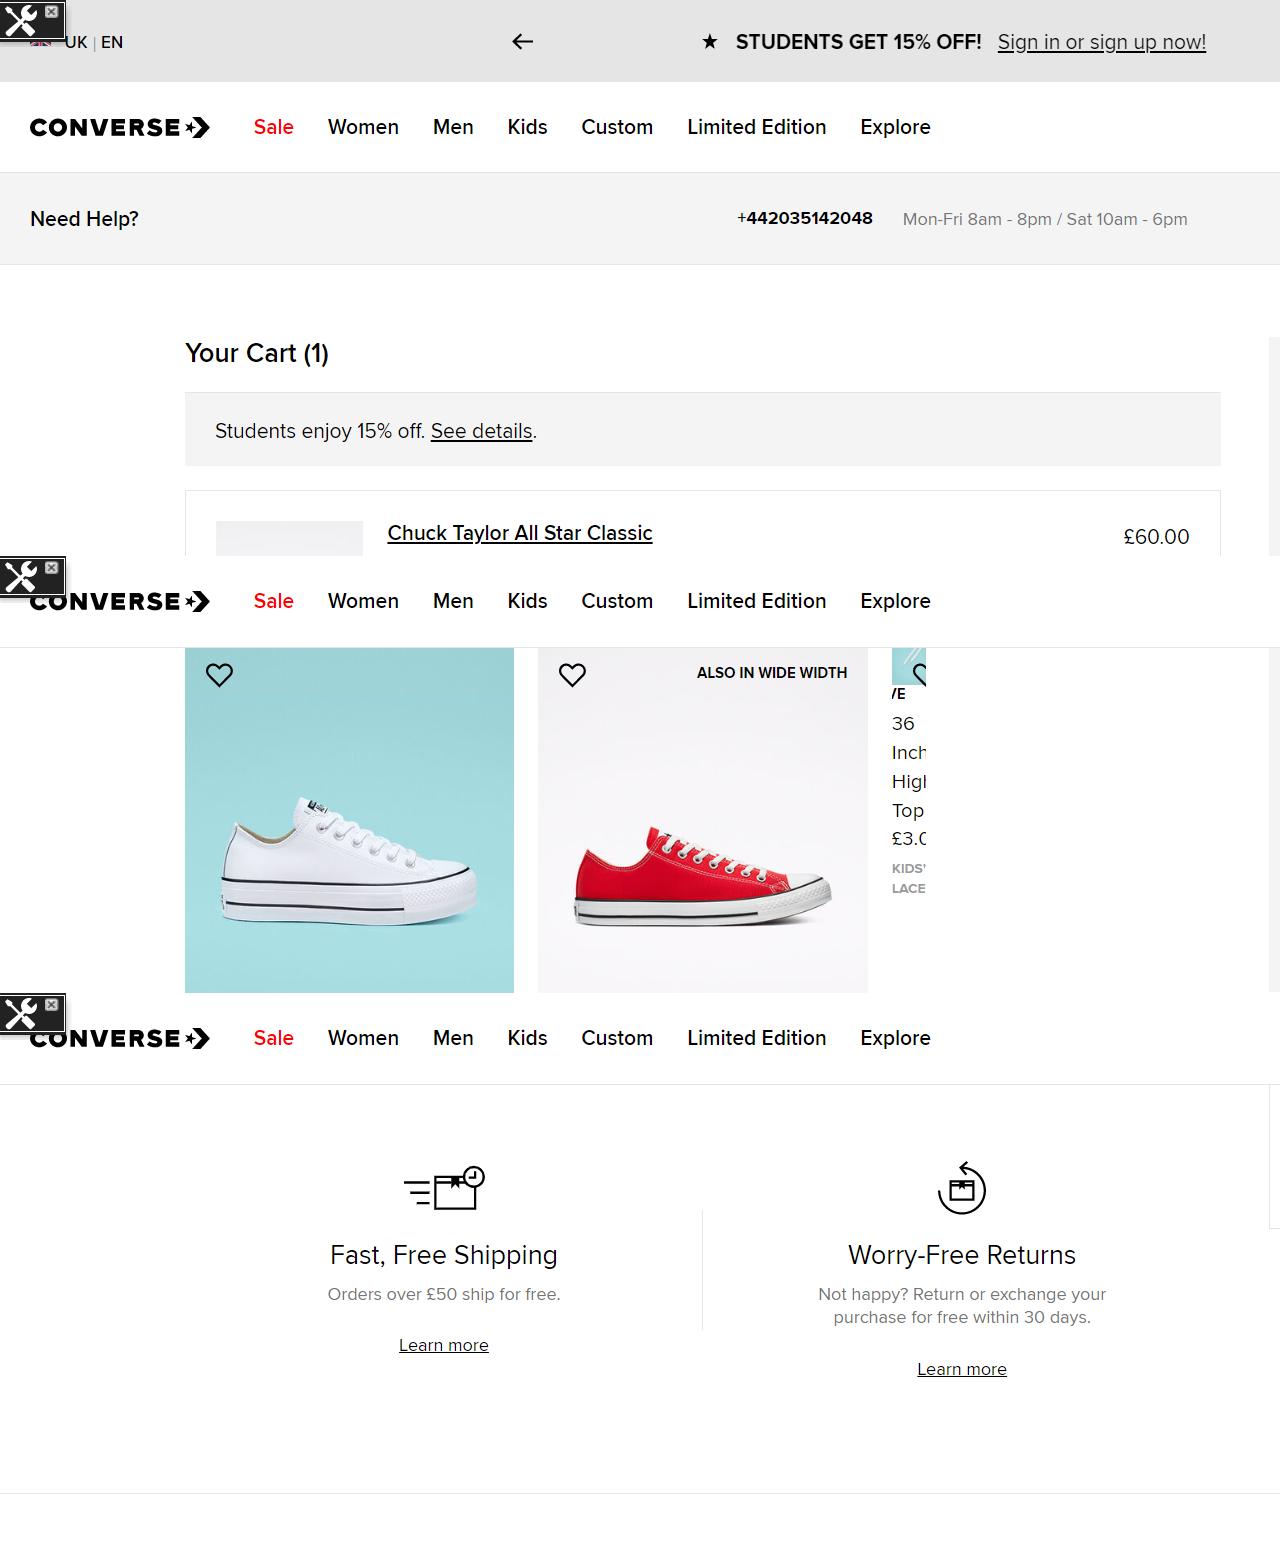 UK | EN
★ STUDENTS GET 15% OFF! Sign in or sign up now!
CONVERSE Sale Women Men Kids Custom Limited Edition Explore
Need Help? +442035142048 Mon-Fri 8am - 8pm / Sat 10am - 6pm
Your Cart (1)
Students enjoy 15% off. See details.
Chuck Taylor All Star Classic £60.00
CONVERSE Sale Women Men Kids Custom Limited Edition Explore
ALSO IN WIDE WIDTH
36
Inch
Top
KIDS'
LACE
CONVERSE Sale Women Men Kids Custom Limited Edition Explore
Fast, Free Shipping
Orders over £50 ship for free.
Learn more
Worry-Free Returns
Not happy? Return or exchange your
purchase for free within 30 days.
Learn more